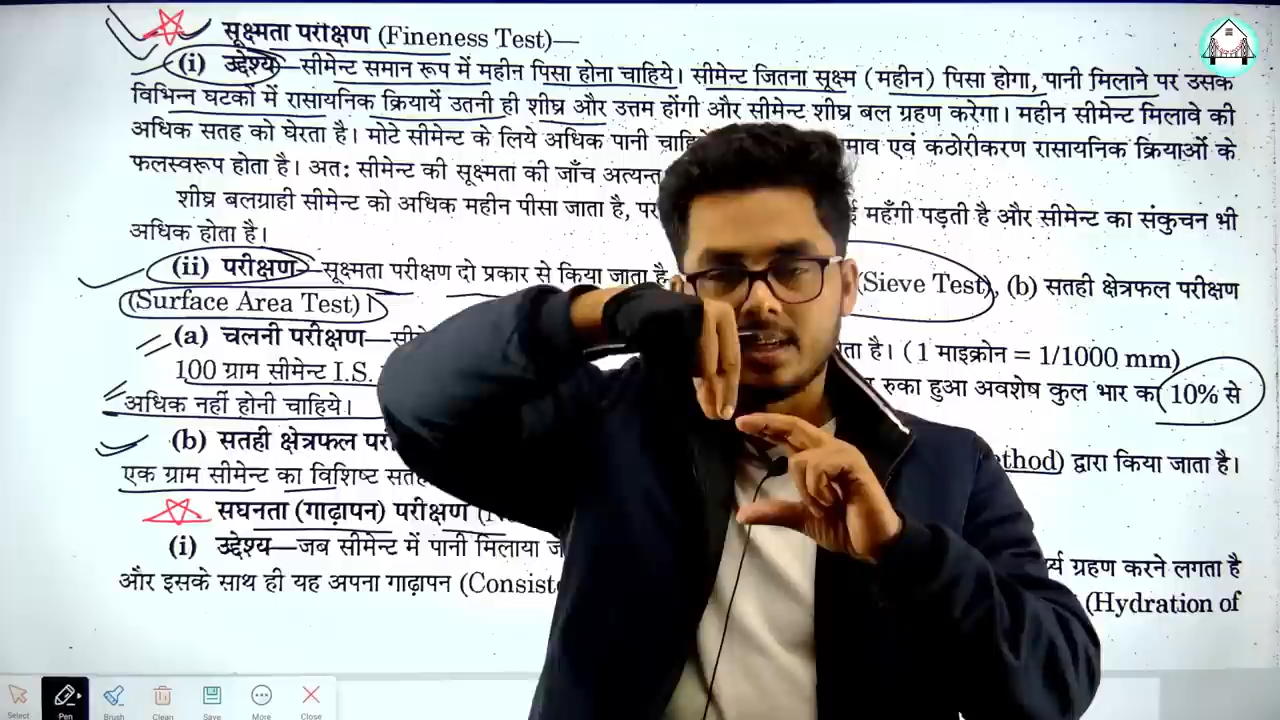 सूक्ष्मता परीक्षण (Fineness Test)—
(i) उद्देश्य—सीमेन्ट समान रूप में महीन पिसा होना चाहिये। सीमेन्ट जितना सूक्ष्म (महीन) पिसा होगा, पानी मिलाने पर उसके
विभिन्न घटकों में रासायनिक क्रियायें उतनी ही शीघ्र और उत्तम होंगी और सीमेन्ट शीघ्र बल ग्रहण करेगा। महीन सीमेन्ट मिलावे की
अधिक सतह को घेरता है। मोटे सीमेन्ट के लिये अधिक पानी एवं कठोरीकरण रासायनिक क्रियाओं के
फलस्वरूप होता है। अतः सीमेन्ट की सूक्ष्मता की जाँच अत्यन्त
शीघ्र बलग्राही सीमेन्ट को अधिक महीन पीसा जाता है, महँगी पड़ती है और सीमेन्ट का संकुचन भी
अधिक होता है।
(ii) परीक्षण—सूक्ष्मता परीक्षण दो प्रकार से किया जाता है (Sieve Test), (b) सतही क्षेत्रफल परीक्षण
(Surface Area Test)।
(a) चलनी परीक्षण— है। (1 माइक्रोन = 1/1000 mm)
100 ग्राम सीमेन्ट I.S. रुका हुआ अवशेष कुल भार का 10% से
अधिक नहीं होनी चाहिये।
(b) सतही क्षेत्रफल द्वारा किया जाता है।
एक ग्राम सीमेन्ट का विशिष्ट
सघनता (गाढ़ापन) परीक्षण
(i) उद्देश्य—जब सीमेन्ट में पानी मिलाया ग्रहण करने लगता है
और इसके साथ ही यह अपना गाढ़ापन (Hydration of
Select
Pen
Brush
Clean
Save
More
Close